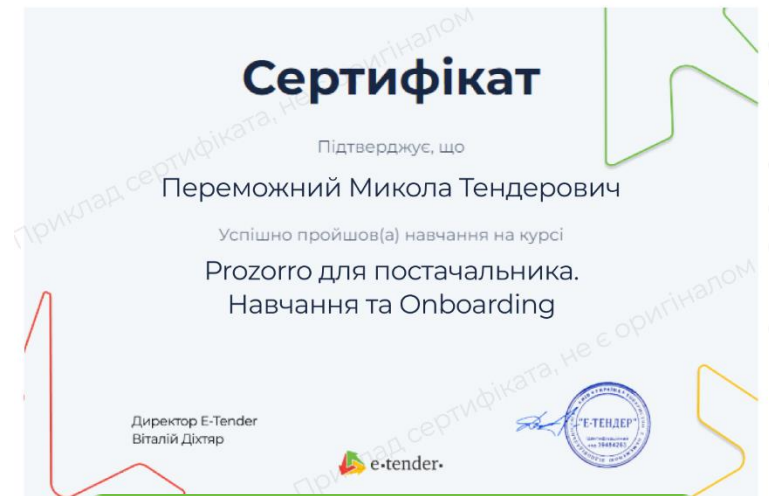 Сертифікат
Підтверджує, що
Переможний Микола Тендерович
Успішно пройшов(а) навчання на курсі
Prozorro для постачальника.
Навчання та Onboarding
Директор E-Tender
Віталій Діхтяр
"Е-ТЕНДЕР"
e-tender
Приклад сертифіката, не є оригіналом
Приклад сертифіката, не є оригіналом